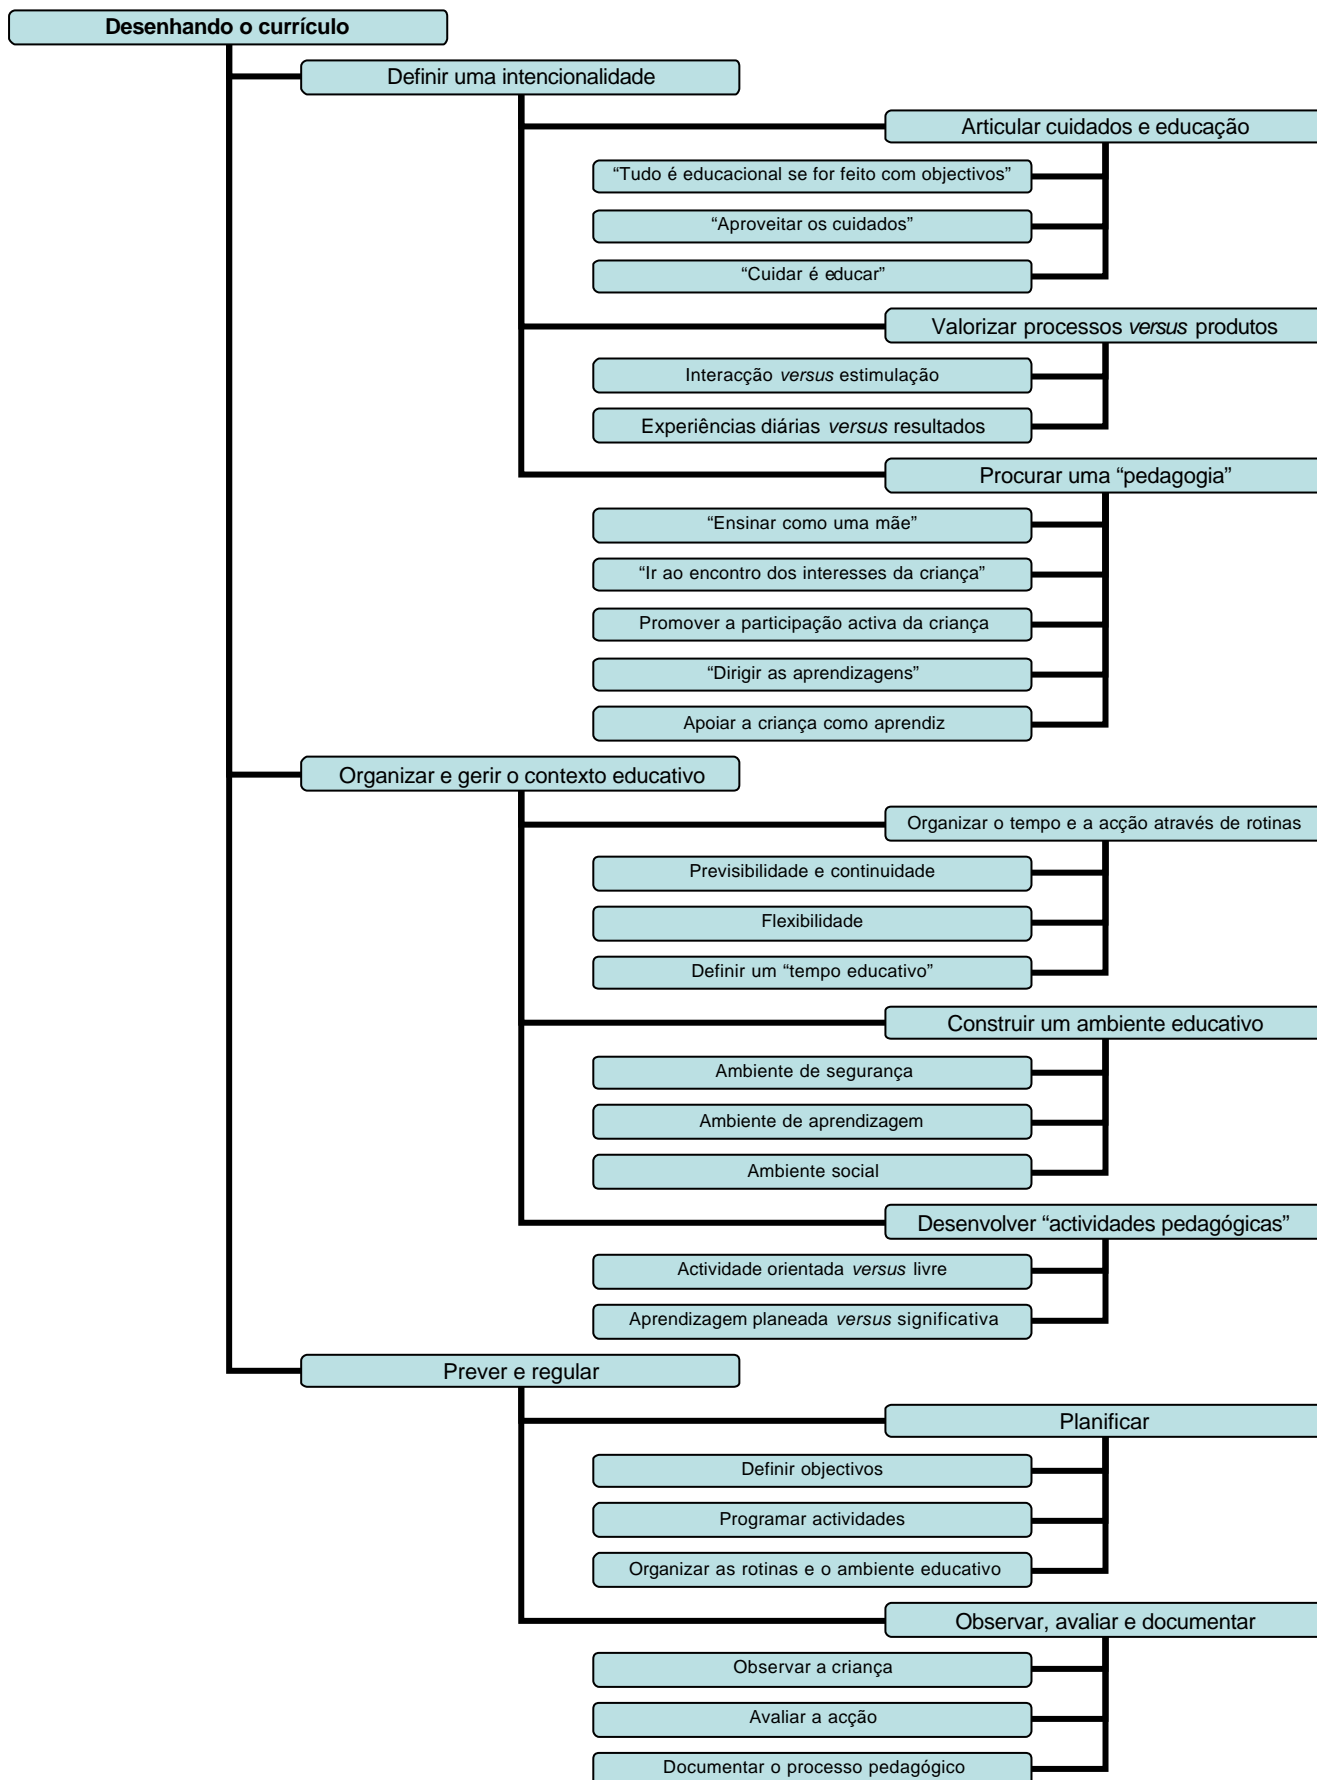 Desenhando o currículo
Definir uma intencionalidade
Articular cuidados e educação
“Tudo é educacional se for feito com objectivos”
“Aproveitar os cuidados”
“Cuidar é educar”
Valorizar processos versus produtos
Interacção versus estimulação
Experiências diárias versus resultados
Procurar uma “pedagogia”
“Ensinar como uma mãe”
“Ir ao encontro dos interesses da criança”
Promover a participação activa da criança
“Dirigir as aprendizagens”
Apoiar a criança como aprendiz
Organizar e gerir o contexto educativo
Organizar o tempo e a acção através de rotinas
Previsibilidade e continuidade
Flexibilidade
Definir um “tempo educativo”
Construir um ambiente educativo
Ambiente de segurança
Ambiente de aprendizagem
Ambiente social
Desenvolver “actividades pedagógicas”
Actividade orientada versus livre
Aprendizagem planeada versus significativa
Prever e regular
Planificar
Definir objectivos
Programar actividades
Organizar as rotinas e o ambiente educativo
Observar, avaliar e documentar
Observar a criança
Avaliar a acção
Documentar o processo pedagógico